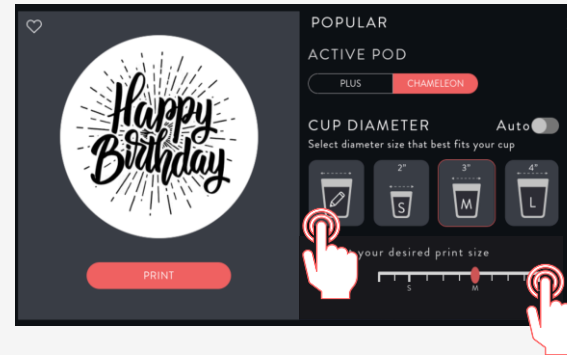 Happy
Birthday
PRINT
POPULAR
ACTIVE POD
PLUS CHAMELEON
CUP DIAMETER Auto
Select diameter size that best fits your cup
2" 3" 4"
S M L
your desired print size
S M